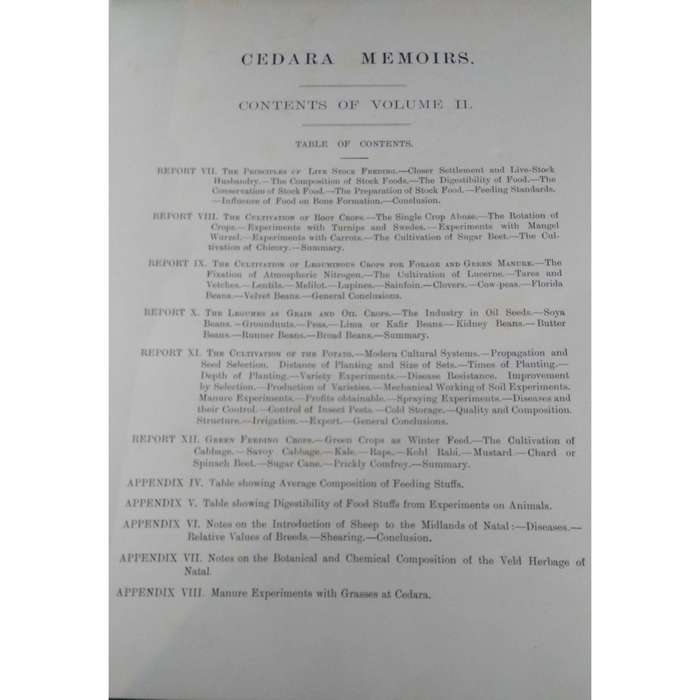 CEDARA MEMOIRS.
CONTENTS OF VOLUME II.
TABLE OF CONTENTS.
REPORT VII. THE PRINCIPLES OF LIVE STOCK FEEDING.—Closer Settlement and Live-Stock
Husbandry.—The Composition of Stock Foods.—The Digestibility of Food.—The
Conservation of Stock Food.—The Preparation of Stock Food.—Feeding Standards.
—Influence of Food on Bone Formation.—Conclusion.
REPORT VIII. THE CULTIVATION OF ROOT CROPS.—The Single Crop Abuse.—The Rotation of
Crops.—Experiments with Turnips and Swedes.—Experiments with Mangel
Wurzel.—Experiments with Carrots.—The Cultivation of Sugar Beet.—The Cul-
tivation of Chicory.—Summary.
REPORT IX. THE CULTIVATION OF LEGUMINOUS CROPS FOR FORAGE AND GREEN MANURE.—The
Fixation of Atmospheric Nitrogen.—The Cultivation of Lucerne.—Tares and
Vetches.—Lentils.—Melilot.—Lupines.—Sainfoin.—Clovers.—Cow-peas.—Florida
Beans.—Velvet Beans.—General Conclusions.
REPORT X. THE LEGUMES AS GRAIN AND OIL CROPS.—The Industry in Oil Seeds.—Soya
Beans.—Groundnuts.—Peas.—Lima or Kafir Beans.—Kidney Beans.—Butter
Beans.—Runner Beans.—Broad Beans.—Summary.
REPORT XI. THE CULTIVATION OF THE POTATO.—Modern Cultural Systems.—Propagation and
Seed Selection. Distance of Planting and Size of Sets.—Times of Planting.—
Depth of Planting.—Variety Experiments.—Disease Resistance. Improvement
by Selection.—Production of Varieties.—Mechanical Working of Soil Experiments.
Manure Experiments.—Profits obtainable.—Spraying Experiments.—Diseases and
their Control.—Control of Insect Pests.—Cold Storage.—Quality and Composition.
Structure.—Irrigation.—Export.—General Conclusions.
REPORT XII. GREEN FEEDING CROPS.—Green Crops as Winter Feed.—The Cultivation of
Cabbage.—Savoy Cabbage.—Kale.—Rape.—Kohl Rabi.—Mustard.—Chard or
Spinach Beet.—Sugar Cane.—Prickly Comfrey.—Summary.
APPENDIX IV. Table showing Average Composition of Feeding Stuffs.
APPENDIX V. Table showing Digestibility of Food Stuffs from Experiments on Animals.
APPENDIX VI. Notes on the Introduction of Sheep to the Midlands of Natal:—Diseases.—
Relative Values of Breeds.—Shearing.—Conclusion.
APPENDIX VII. Notes on the Botanical and Chemical Composition of the Veld Herbage of
Natal.
APPENDIX VIII. Manure Experiments with Grasses at Cedara.